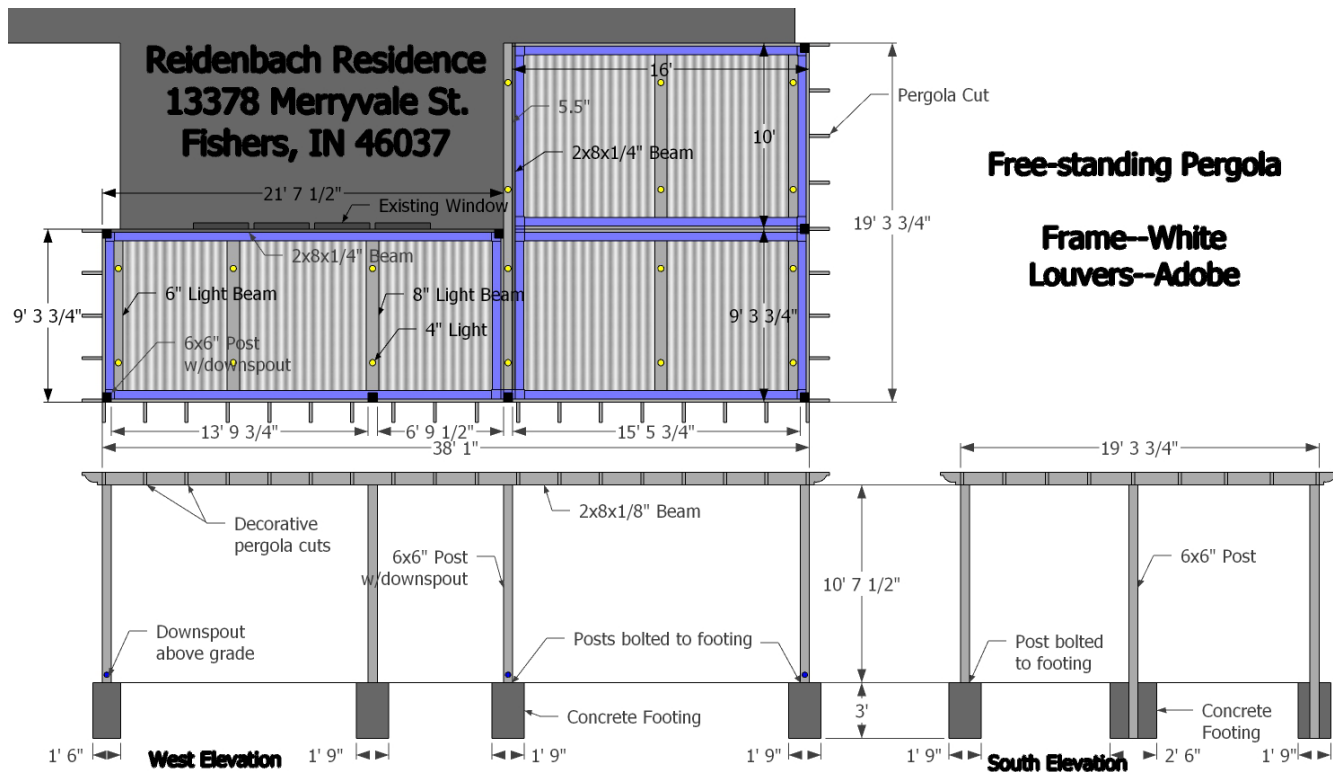 Reidenbach Residence
13378 Merryvale St.
Fishers, IN 46037
16'
5.5"
10'
2x8x1/4" Beam
Pergola Cut
19' 3 3/4"
Free-standing Pergola
Frame--White
Louvers--Adobe
21' 7 1/2"
Existing Window
2x8x1/4" Beam
6" Light Beam
8" Light Beam
4" Light
9' 3 3/4"
9' 3 3/4"
6x6" Post
w/downspout
13' 9 3/4"
6' 9 1/2"
15' 5 3/4"
38' 1"
Decorative
pergola cuts
2x8x1/8" Beam
6x6" Post
w/downspout
10' 7 1/2"
Downspout
above grade
Posts bolted to footing
Concrete Footing
3'
1' 6"
West Elevation
1' 9"
1' 9"
1' 9"
19' 3 3/4"
6x6" Post
Post bolted
to footing
Concrete
Footing
1' 9"
South Elevation
2' 6"
1' 9"